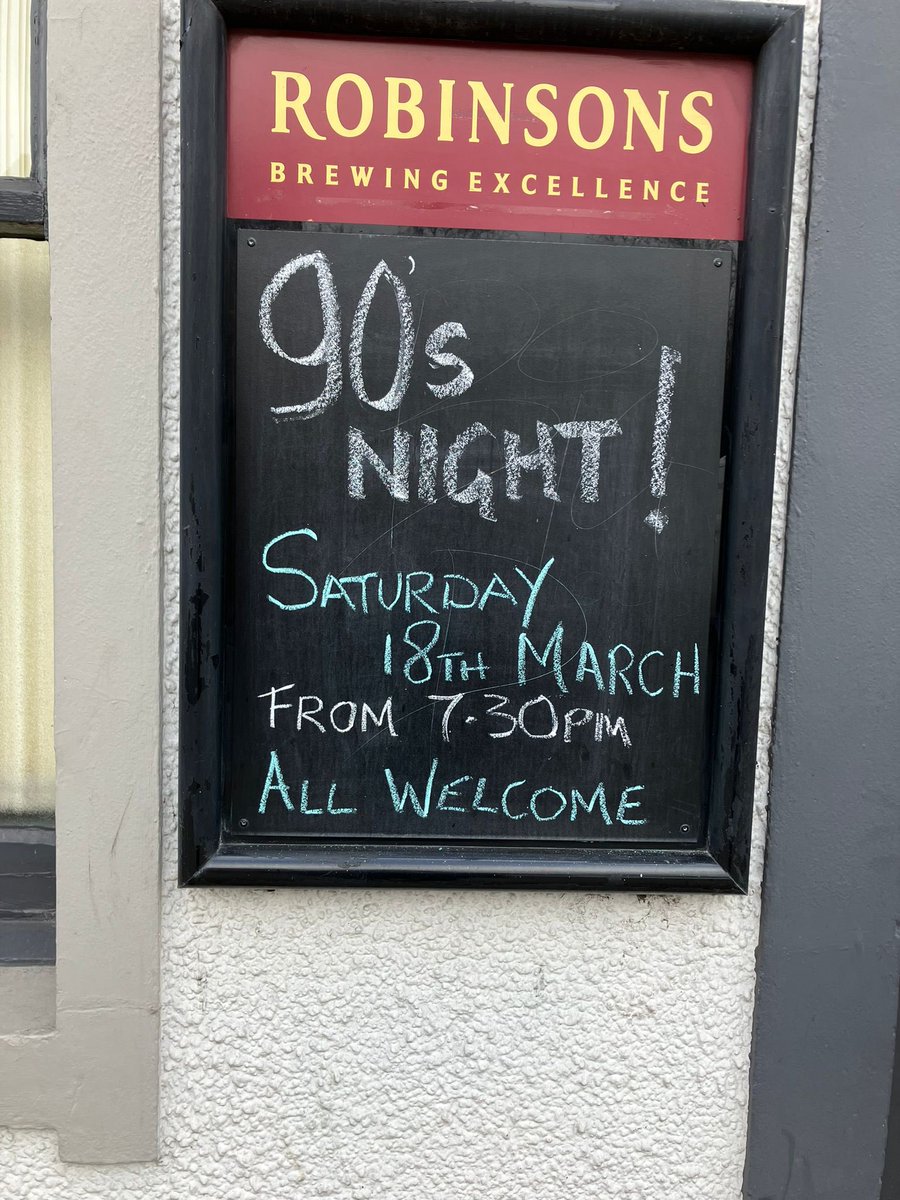 ROBINSONS
BREWING EXCELLENCE
90's
NIGHT!
SATURDAY
18TH MARCH
FROM 7.30PM
ALL WELCOME